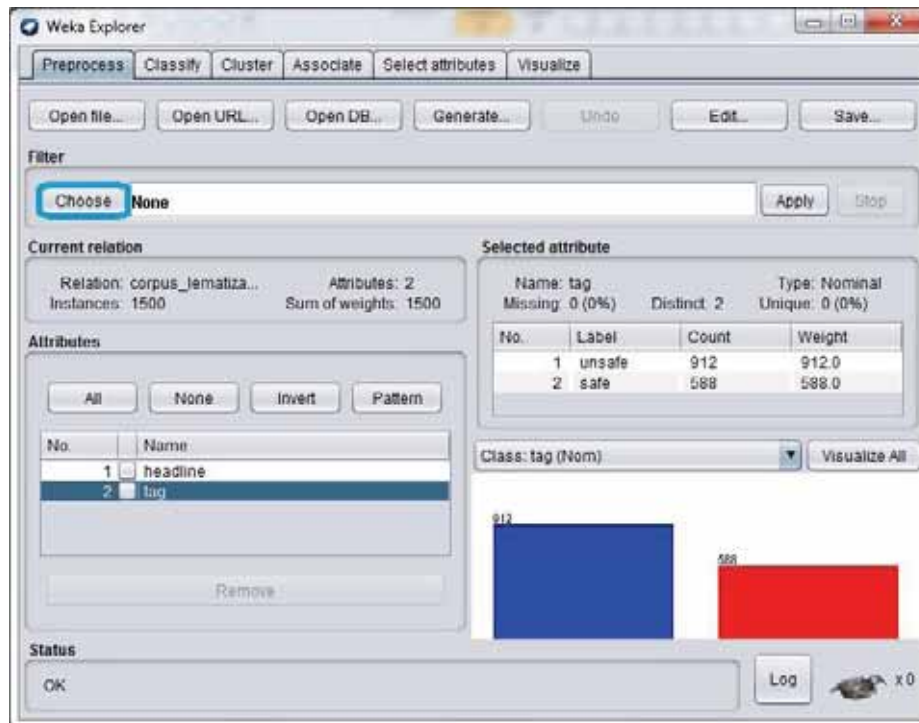 Weka Explorer
Preprocess Classify Cluster Associate Select attributes Visualize
Open file... Open URL... Open DB... Generate... Undo Edit... Save...
Filter
Choose None Apply Stop
Current relation
Relation: corpus_lematiza... Attributes: 2
Instances: 1500 Sum of weights: 1500
Selected attribute
Name: tag Type: Nominal
Missing: 0 (0%) Distinct: 2 Unique: 0 (0%)
No. Label Count Weight
1 unsafe 912 912.0
2 safe 588 588.0
Attributes
All None Invert Pattern
No. Name
1 headline
2 tag
Remove
Class: tag (Nom) Visualize All
912
588
Status
OK
Log x 0